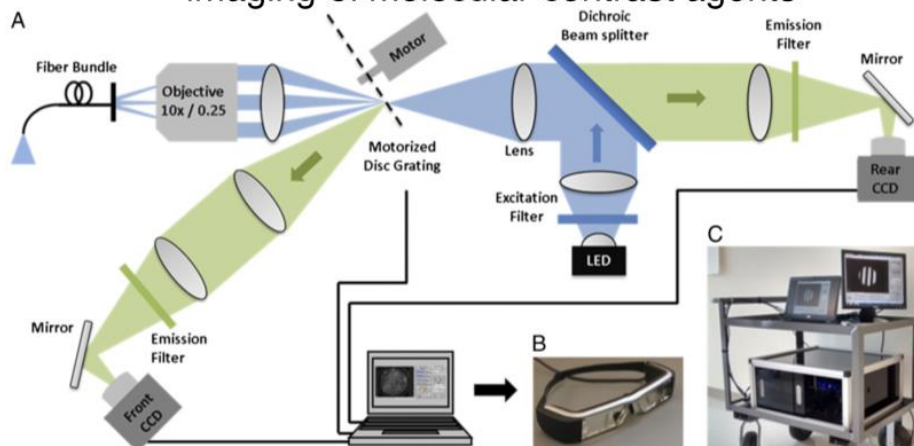 imaging of molecular contrast agents
A
Fiber Bundle
Objective
10x / 0.25
Motor
Motorized
Disc Grating
Dichroic
Beam splitter
Lens
Emission
Filter
Mirror
Rear
CCD
Excitation
Filter
LED
Mirror
Emission
Filter
Front
CCD
B
C